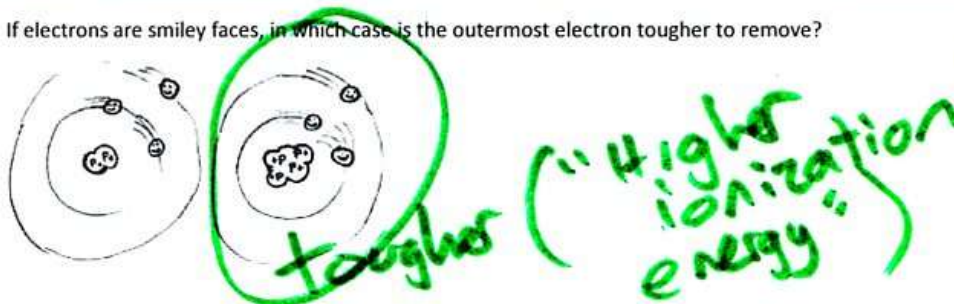 If electrons are smiley faces, in which case is the outermost electron tougher to remove?
P+ P+
+P P+ P+ P+
tougher
("Higher
ionization
energy")